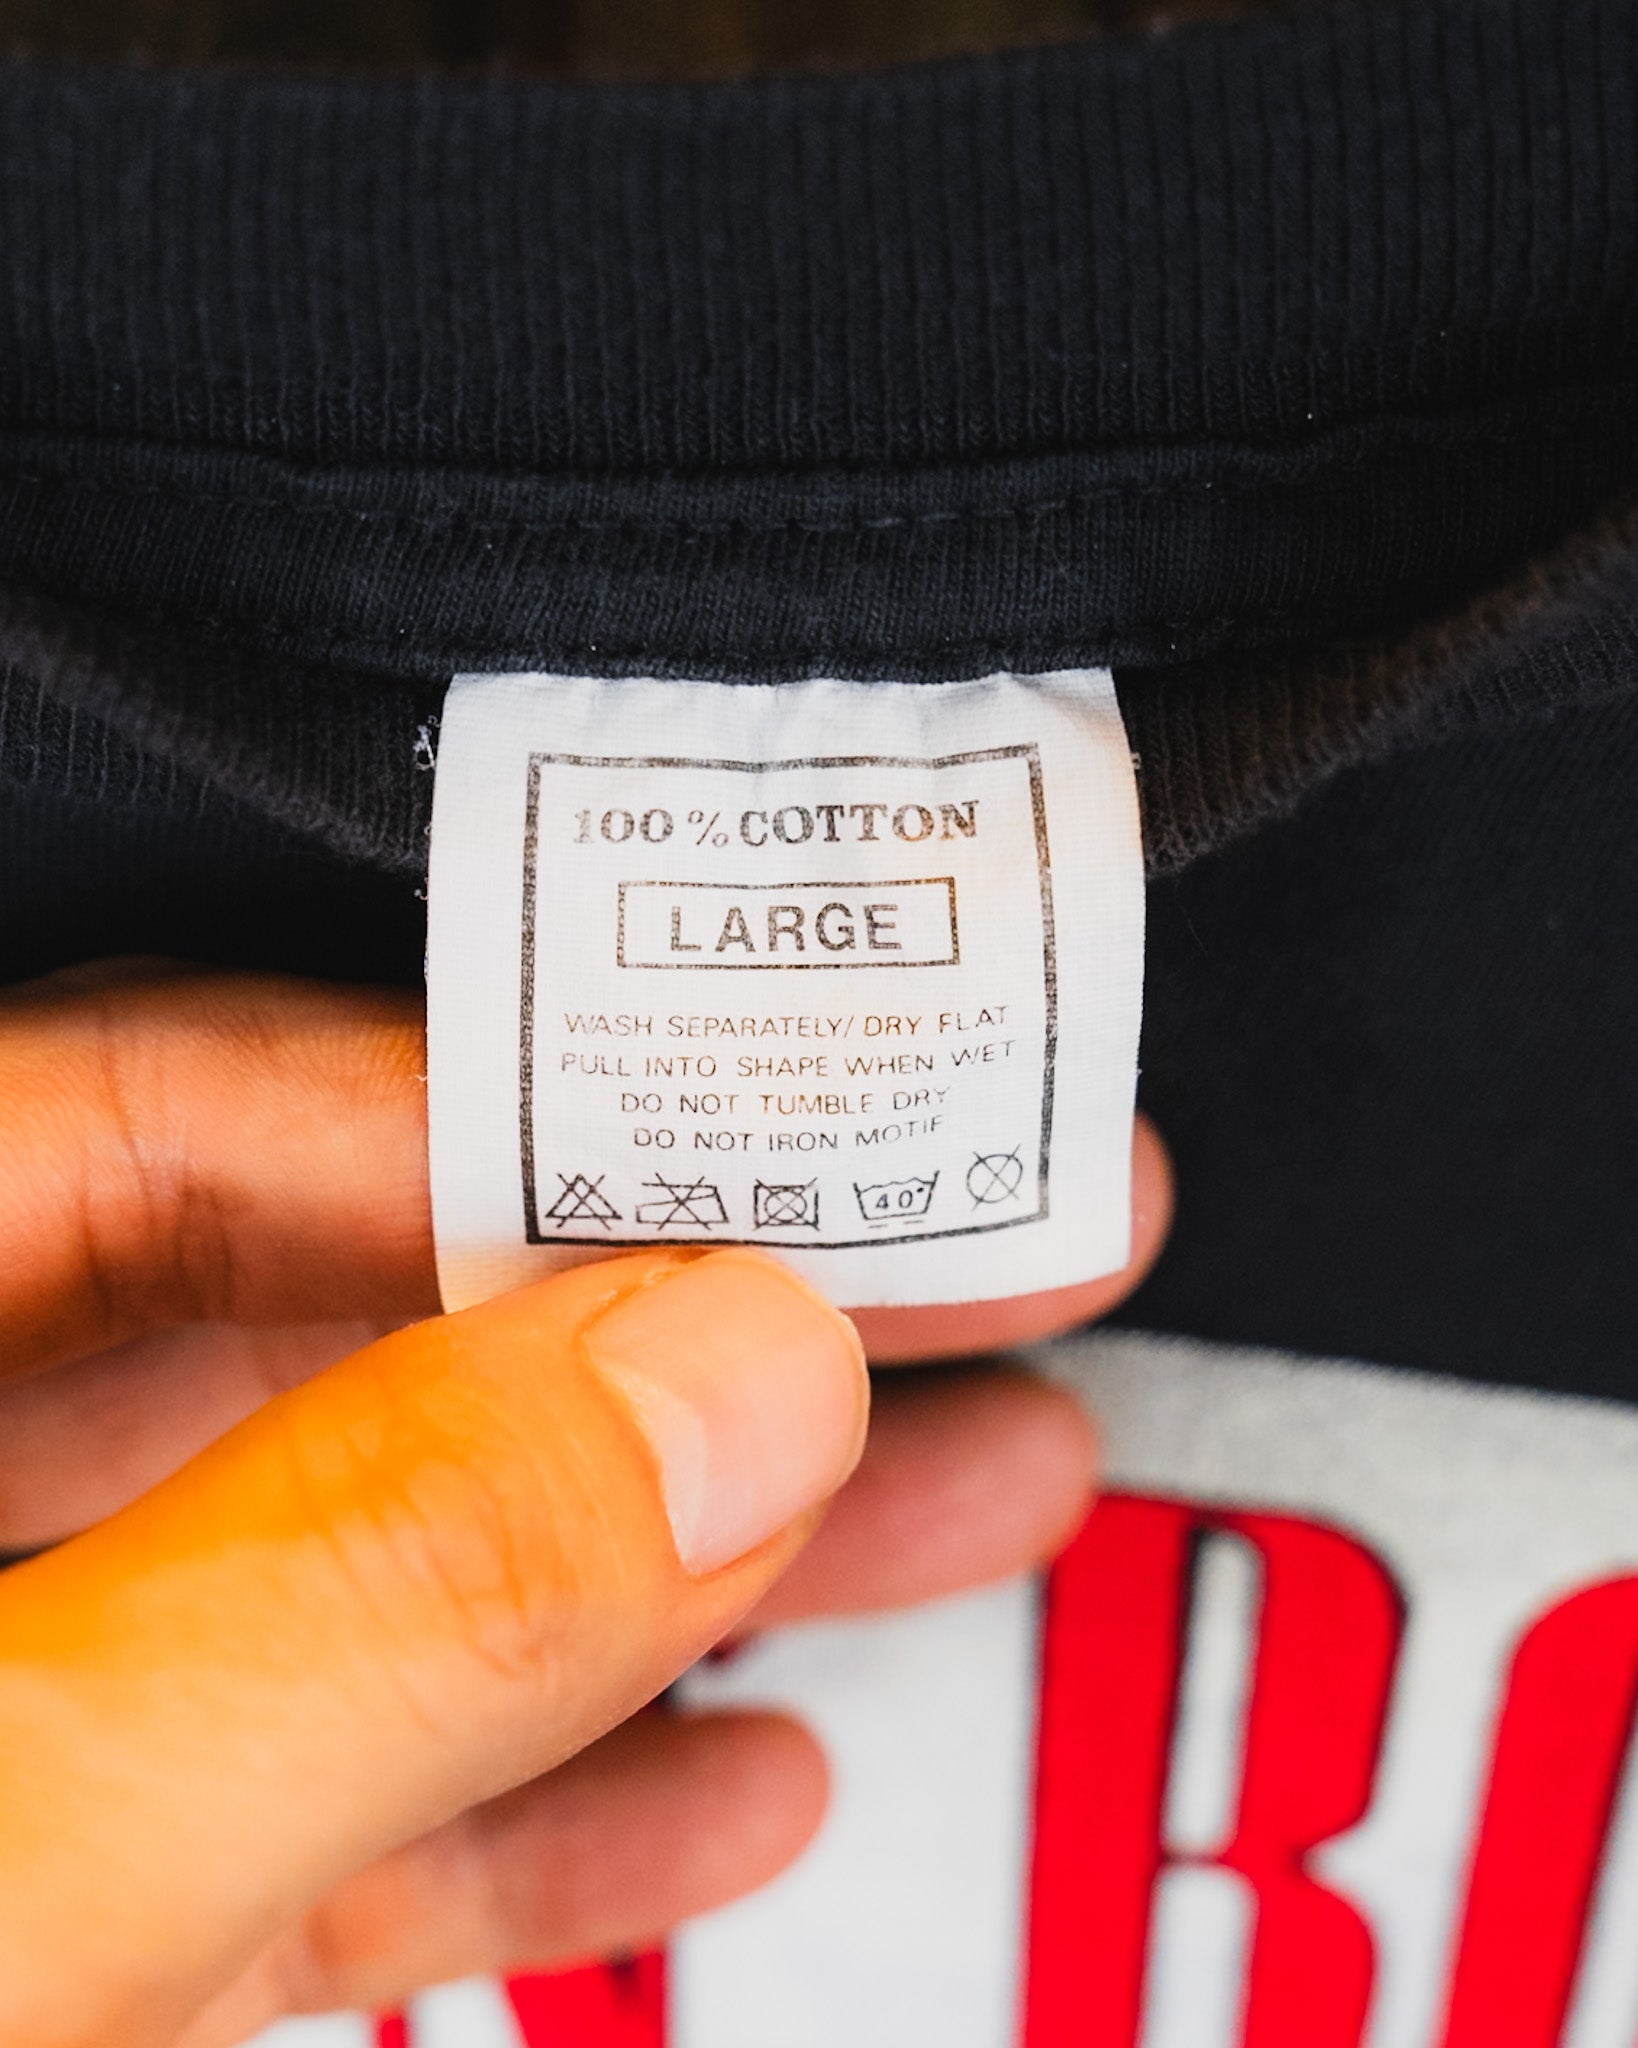 100% COTTON
LARGE
WASH SEPARATELY/ DRY FLAT
PULL INTO SHAPE WHEN WET
DO NOT TUMBLE DRY
DO NOT IRON MOTIF
40°
R